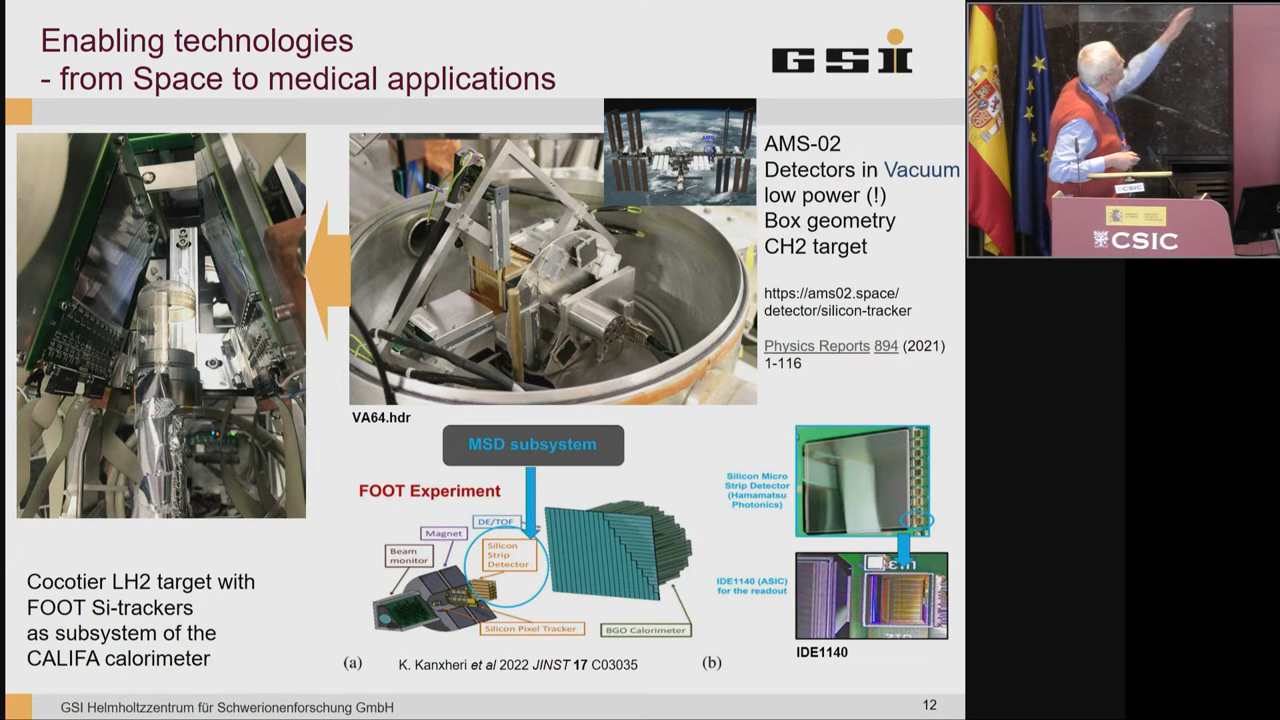 Enabling technologies
- from Space to medical applications
GSI
AMS
AMS-02
Detectors in Vacuum
low power (!)
Box geometry
CH2 target
https://ams02.space/
detector/silicon-tracker
Physics Reports 894 (2021)
1-116
CSIC
CSIC
VA64.hdr
MSD subsystem
FOOT Experiment
DE/TOF
Magnet
Beam
monitor
Silicon
Strip
Detector
Silicon Pixel Tracker
BGO Calorimeter
Silicon Micro
Strip Detector
(Hamamatsu
Photonics)
IDE1140 (ASIC)
for the readout
IDE1140
Cocotier LH2 target with
FOOT Si-trackers
as subsystem of the
CALIFA calorimeter
(a)
K. Kanxheri et al 2022 JINST 17 C03035
(b)
GSI Helmholtzzentrum für Schwerionenforschung GmbH
12